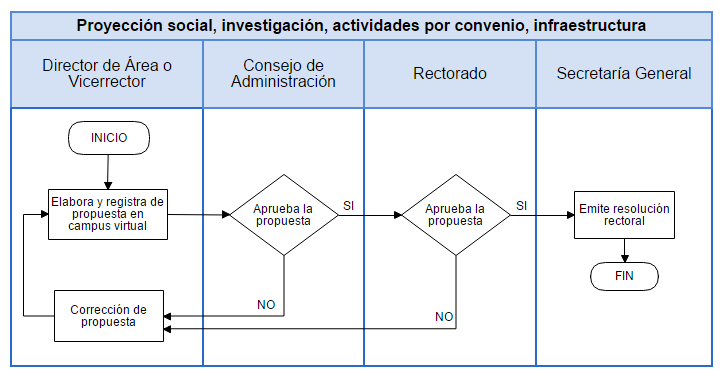 Proyección social, investigación, actividades por convenio, infraestructura
Director de Área o
Vicerrector
Consejo de
Administración
Rectorado
Secretaría General
INICIO
Elabora y registra de
propuesta en
campus virtual
Aprueba la
propuesta
SI
Aprueba la
propuesta
SI
Emite resolución
rectoral
FIN
NO
NO
Corrección de
propuesta